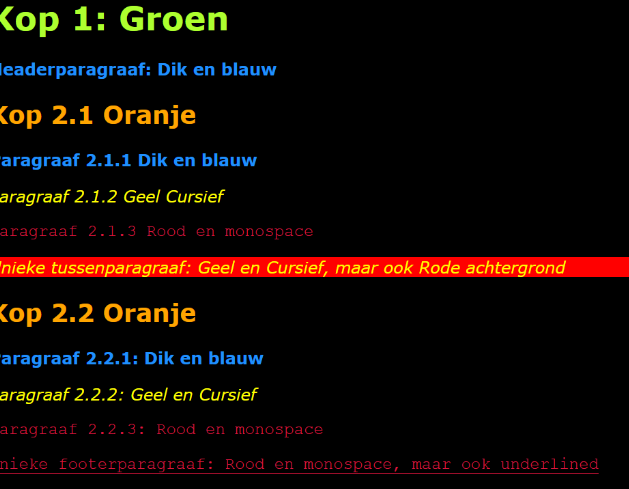 Kop 1: Groen
Headerparagraaf: Dik en blauw
Kop 2.1 Oranje
Paragraaf 2.1.1 Dik en blauw
Paragraaf 2.1.2 Geel Cursief
Paragraaf 2.1.3 Rood en monospace
Unieke tussenparagraaf: Geel en Cursief, maar ook Rode achtergrond
Kop 2.2 Oranje
Paragraaf 2.2.1: Dik en blauw
Paragraaf 2.2.2: Geel en Cursief
Paragraaf 2.2.3: Rood en monospace
Unieke footerparagraaf: Rood en monospace, maar ook underlined